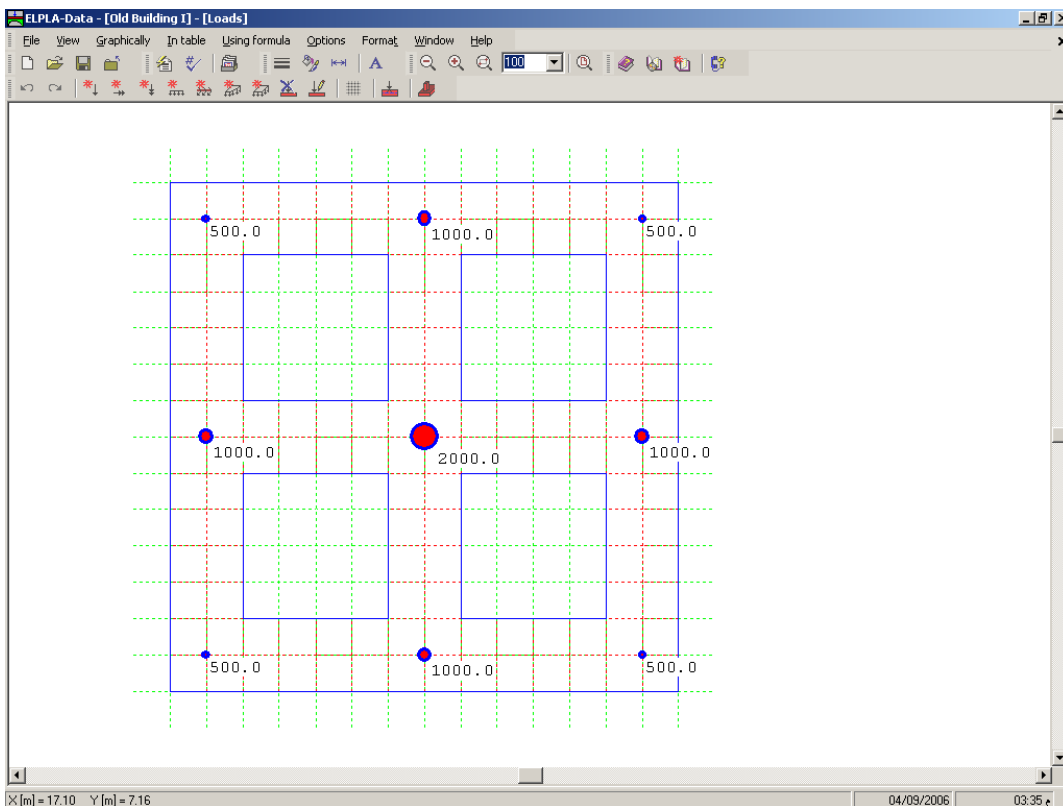 ELPLA-Data - [Old Building I] - [Loads]
File View Graphically In table Using formula Options Format Window Help
100
500.0 1000.0 500.0
1000.0 2000.0 1000.0
500.0 1000.0 500.0
X [m] = 17.10 Y [m] = 7.16 04/09/2006 03:35 م